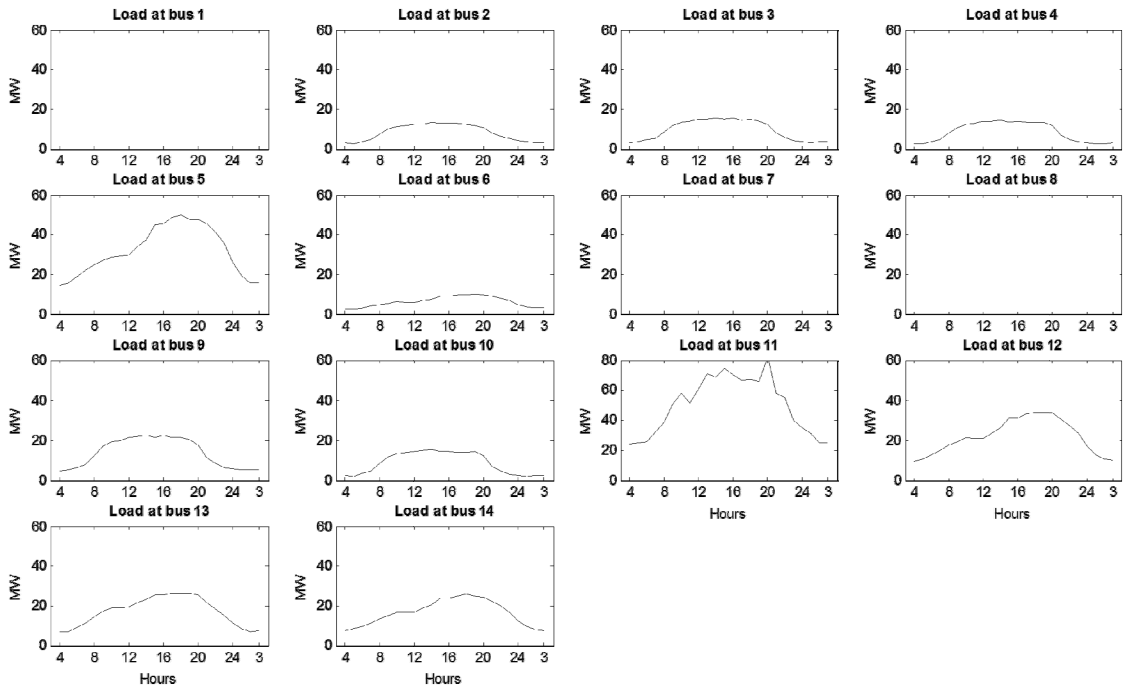 Load at bus 1
60
40
20
0
MW
4 8 12 16 20 24 3
Load at bus 2
60
40
20
0
MW
4 8 12 16 20 24 3
Load at bus 3
60
40
20
0
MW
4 8 12 16 20 24 3
Load at bus 4
60
40
20
0
MW
4 8 12 16 20 24 3
Load at bus 5
60
40
20
0
MW
4 8 12 16 20 24 3
Load at bus 6
60
40
20
0
MW
4 8 12 16 20 24 3
Load at bus 7
60
40
20
0
MW
4 8 12 16 20 24 3
Load at bus 8
60
40
20
0
MW
4 8 12 16 20 24 3
Load at bus 9
60
40
20
0
MW
4 8 12 16 20 24 3
Load at bus 10
60
40
20
0
MW
4 8 12 16 20 24 3
Load at bus 11
80
60
40
20
0
MW
4 8 12 16 20 24 3
Hours
Load at bus 12
60
40
20
0
MW
4 8 12 16 20 24 3
Hours
Load at bus 13
60
40
20
0
MW
4 8 12 16 20 24 3
Hours
Load at bus 14
60
40
20
0
MW
4 8 12 16 20 24 3
Hours